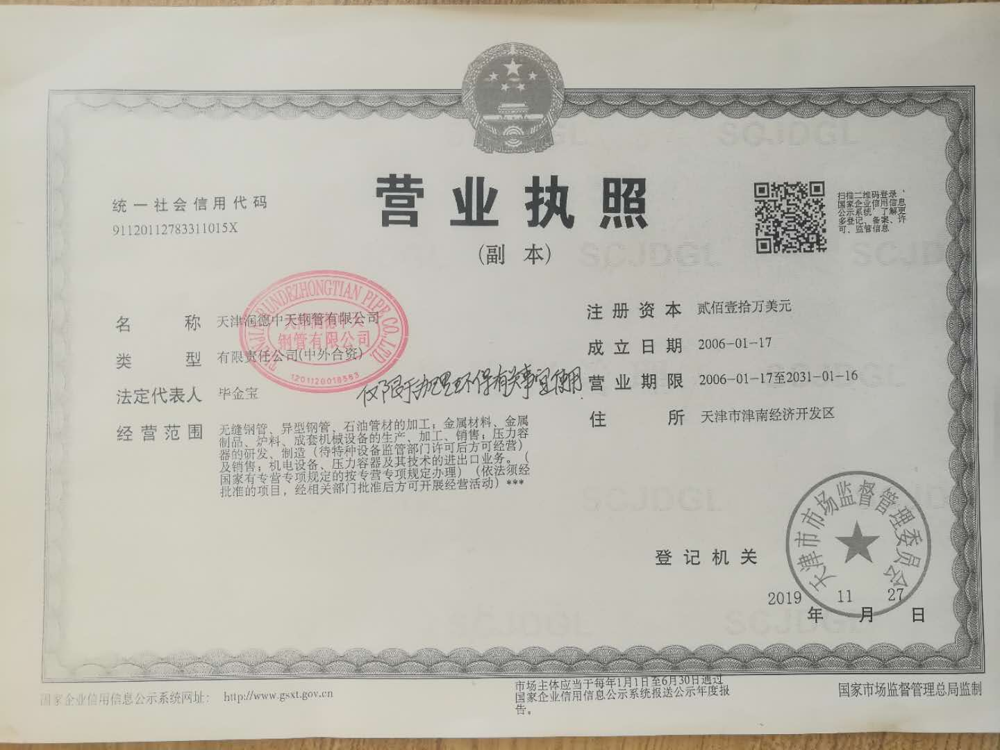 营业执照
(副 本)
统一社会信用代码
91120112783311015X
扫描二维码登录'
国家企业信用信息
公示系统'了解更
多登记、备案、许
可、监管信息
名 称 天津润德中天钢管有限公司
类 型 有限责任公司(中外合资)
法定代表人 毕金宝
经营范围 无缝钢管、异型钢管、石油管材的加工；金属材料、金属
制品、炉料、成套机械设备的生产、加工、销售；压力容
器的研发、制造（待特种设备监管部门许可后方可经营）
及销售；机电设备、压力容器及其技术的进出口业务。（
国家有专营专项规定的按专营专项规定办理）（依法须经
批准的项目，经相关部门批准后方可开展经营活动）***
TIANJIN RUNDEZHONGTIAN PIPE CO.,LTD.
天津润德中天
钢管有限公司
仅限于办理环保有关事宜使用
注册资本 贰佰壹拾万美元
成立日期 2006-01-17
营业期限 2006-01-17至2031-01-16
住 所 天津市津南经济开发区
登记机关
天津市市场监督管理委员会
2019年11月27日
国家企业信用信息公示系统网址： http://www.gsxt.gov.cn
市场主体应当于每年1月1日至6月30日通过
国家企业信用信息公示系统报送公示年度报
告。
国家市场监督管理总局监制
SCJDGL
SCJDGL
SCJDGL
SCJDGL